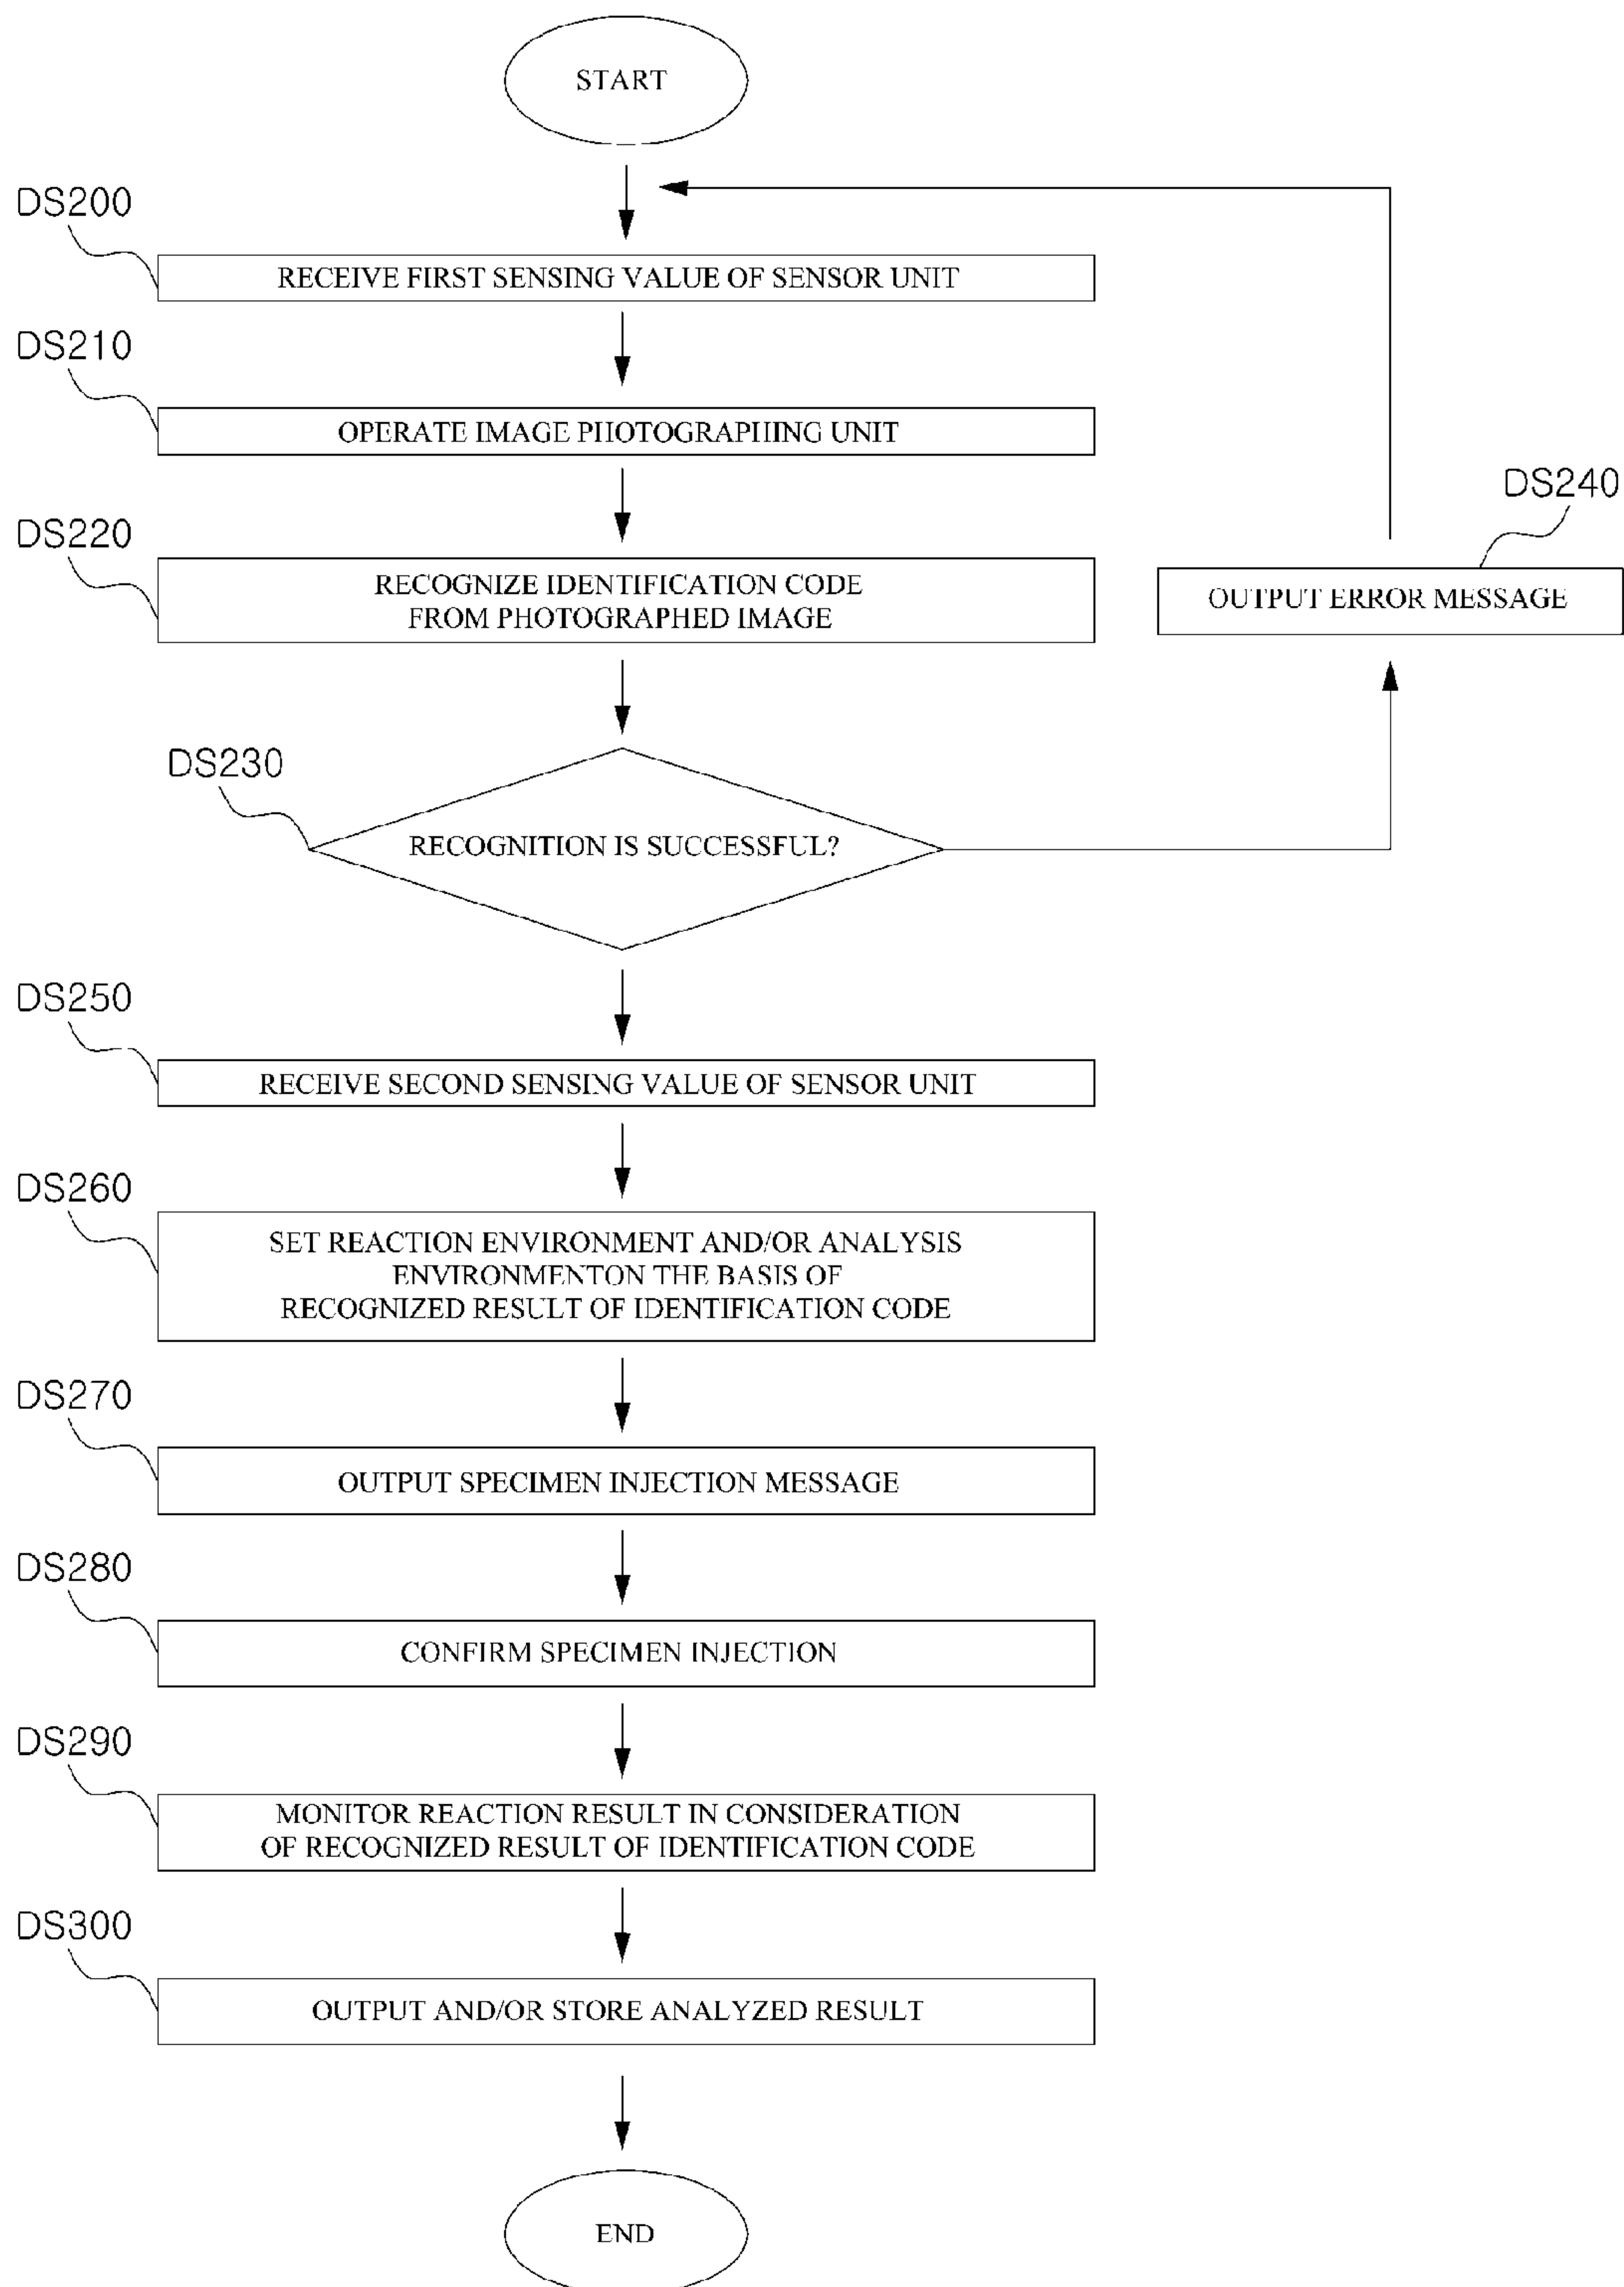 START
DS200
RECEIVE FIRST SENSING VALUE OF SENSOR UNIT
DS210
OPERATE IMAGE PHOTOGRAPHING UNIT
DS220
RECOGNIZE IDENTIFICATION CODE
FROM PHOTOGRAPHED IMAGE
DS240
OUTPUT ERROR MESSAGE
DS230
RECOGNITION IS SUCCESSFUL?
DS250
RECEIVE SECOND SENSING VALUE OF SENSOR UNIT
DS260
SET REACTION ENVIRONMENT AND/OR ANALYSIS
ENVIRONMENTON THE BASIS OF
RECOGNIZED RESULT OF IDENTIFICATION CODE
DS270
OUTPUT SPECIMEN INJECTION MESSAGE
DS280
CONFIRM SPECIMEN INJECTION
DS290
MONITOR REACTION RESULT IN CONSIDERATION
OF RECOGNIZED RESULT OF IDENTIFICATION CODE
DS300
OUTPUT AND/OR STORE ANALYZED RESULT
END